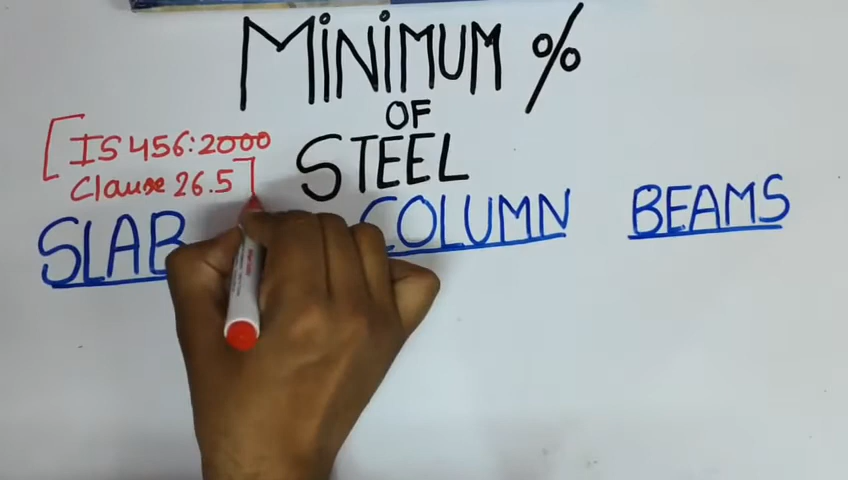 MiNiMUM %
OF
STEEL
IS 456:2000
Clause 26.5
SLAB COLUMN BEAMS